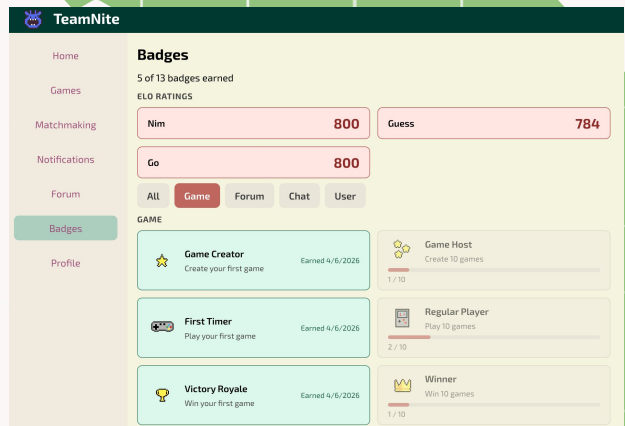 TeamNite
Home
Games
Matchmaking
Notifications
Forum
Badges
Profile
Badges
5 of 13 badges earned
ELO RATINGS
Nim 800
Guess 784
Go 800
All Game Forum Chat User
GAME
Game Creator
Create your first game
Earned 4/6/2026
Game Host
Create 10 games
1 / 10
First Timer
Play your first game
Earned 4/6/2026
Regular Player
Play 10 games
2 / 10
Victory Royale
Win your first game
Earned 4/6/2026
Winner
Win 10 games
1 / 10